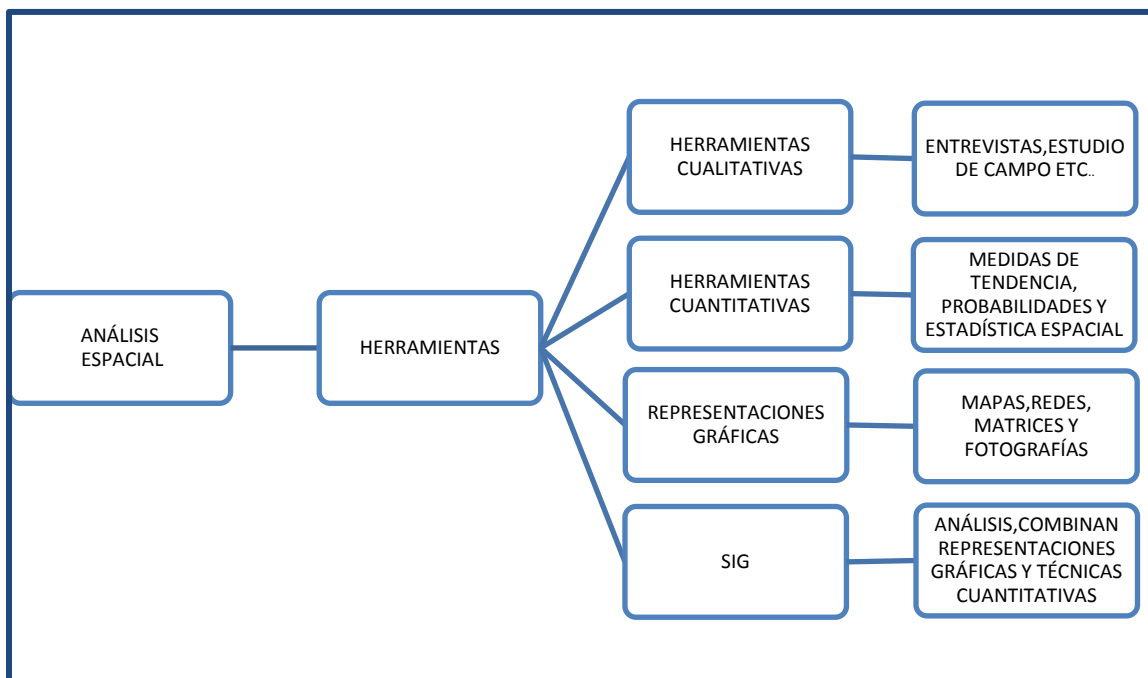 ANÁLISIS
ESPACIAL
HERRAMIENTAS
HERRAMIENTAS
CUALITATIVAS
ENTREVISTAS,ESTUDIO
DE CAMPO ETC..
HERRAMIENTAS
CUANTITATIVAS
MEDIDAS DE
TENDENCIA,
PROBABILIDADES Y
ESTADÍSTICA ESPACIAL
REPRESENTACIONES
GRÁFICAS
MAPAS,REDES,
MATRICES Y
FOTOGRAFÍAS
SIG
ANÁLISIS,COMBINAN
REPRESENTACIONES
GRÁFICAS Y TÉCNICAS
CUANTITATIVAS